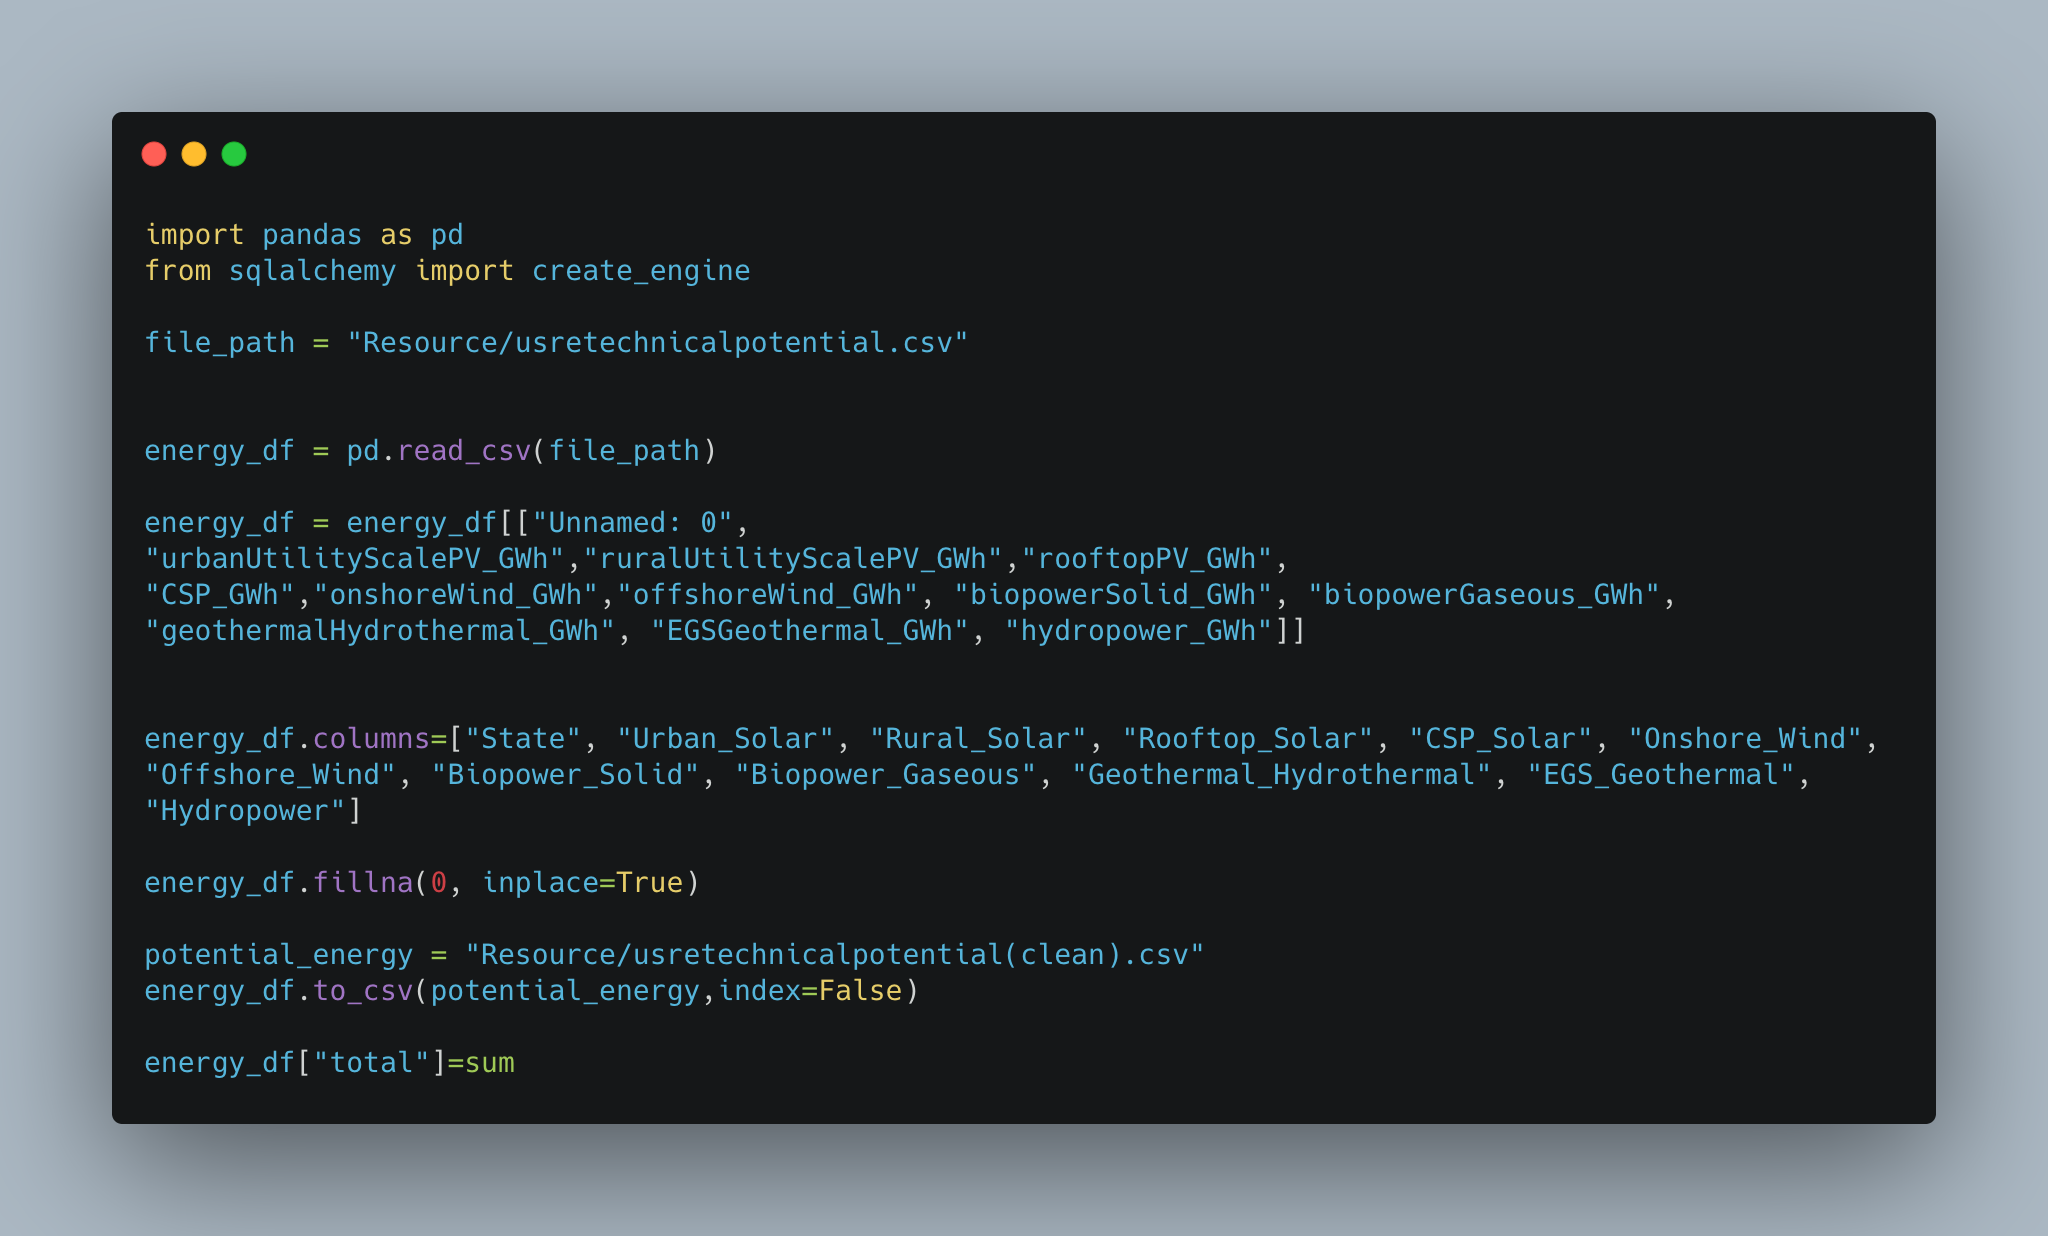 import pandas as pd
from sqlalchemy import create_engine
file_path = "Resource/usretechnicalpotential.csv"
energy_df = pd.read_csv(file_path)
energy_df = energy_df[["Unnamed: 0",
"urbanUtilityScalePV_GWh","ruralUtilityScalePV_GWh","rooftopPV_GWh",
"CSP_GWh","onshoreWind_GWh","offshoreWind_GWh", "biopowerSolid_GWh", "biopowerGaseous_GWh",
"geothermalHydrothermal_GWh", "EGSGeothermal_GWh", "hydropower_GWh"]]
energy_df.columns=["State", "Urban_Solar", "Rural_Solar", "Rooftop_Solar", "CSP_Solar", "Onshore_Wind",
"Offshore_Wind", "Biopower_Solid", "Biopower_Gaseous", "Geothermal_Hydrothermal", "EGS_Geothermal",
"Hydropower"]
energy_df.fillna(0, inplace=True)
potential_energy = "Resource/usretechnicalpotential(clean).csv"
energy_df.to_csv(potential_energy,index=False)
energy_df["total"]=sum